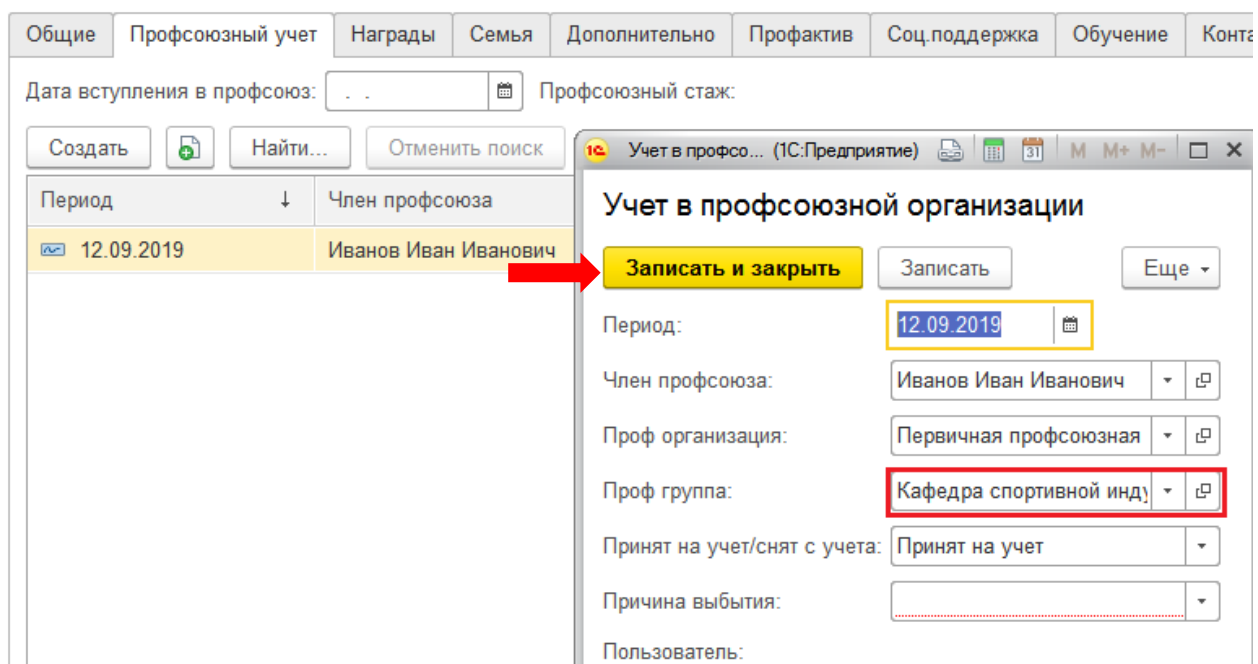 Общие Профсоюзный учет Награды Семья Дополнительно Профактив Соц.поддержка Обучение Конта
Дата вступления в профсоюз: . . Профсоюзный стаж:
Создать Найти... Отменить поиск
Период ↓ Член профсоюза
12.09.2019 Иванов Иван Иванович
1С Учет в профсо... (1С:Предприятие) 31 M M+ M-
Учет в профсоюзной организации
Записать и закрыть Записать Еще
Период: 12.09.2019
Член профсоюза: Иванов Иван Иванович
Проф организация: Первичная профсоюзная
Проф группа: Кафедра спортивной инду
Принят на учет/снят с учета: Принят на учет
Причина выбытия:
Пользователь: